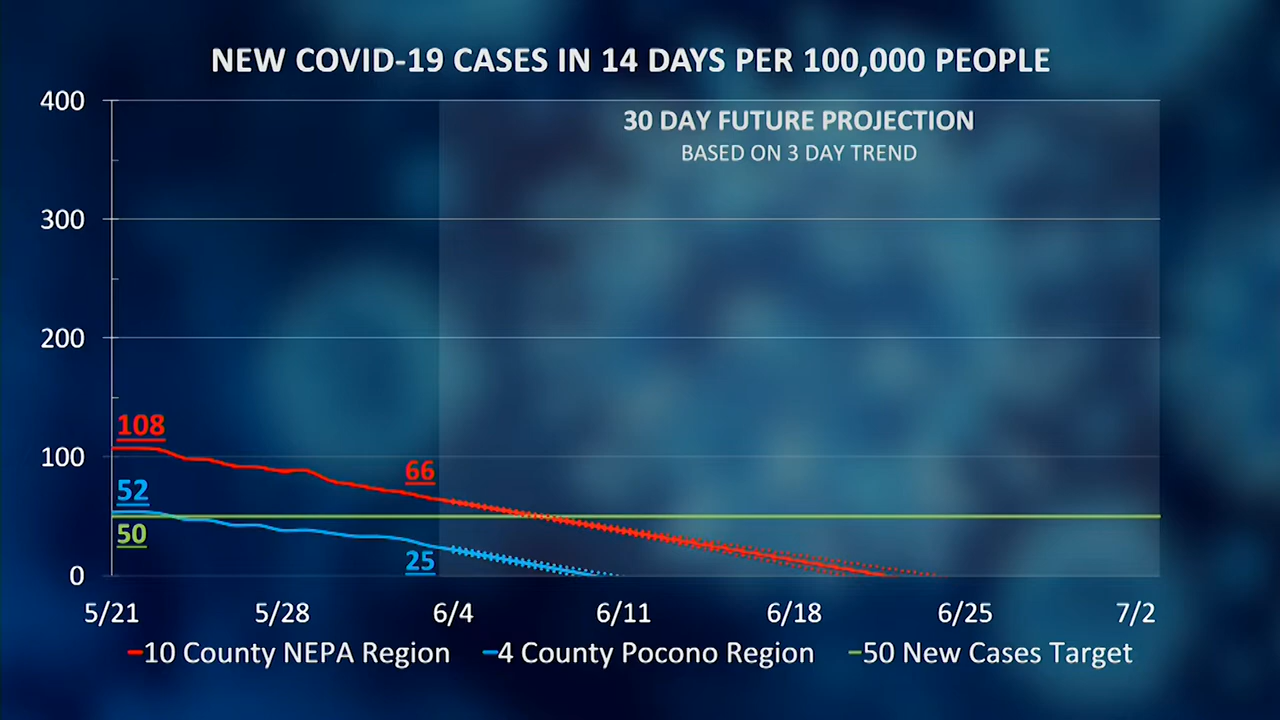 NEW COVID-19 CASES IN 14 DAYS PER 100,000 PEOPLE
400
30 DAY FUTURE PROJECTION
BASED ON 3 DAY TREND
300
200
108
100
66
52
50
25
0
5/21 5/28 6/4 6/11 6/18 6/25 7/2
10 County NEPA Region 4 County Pocono Region 50 New Cases Target